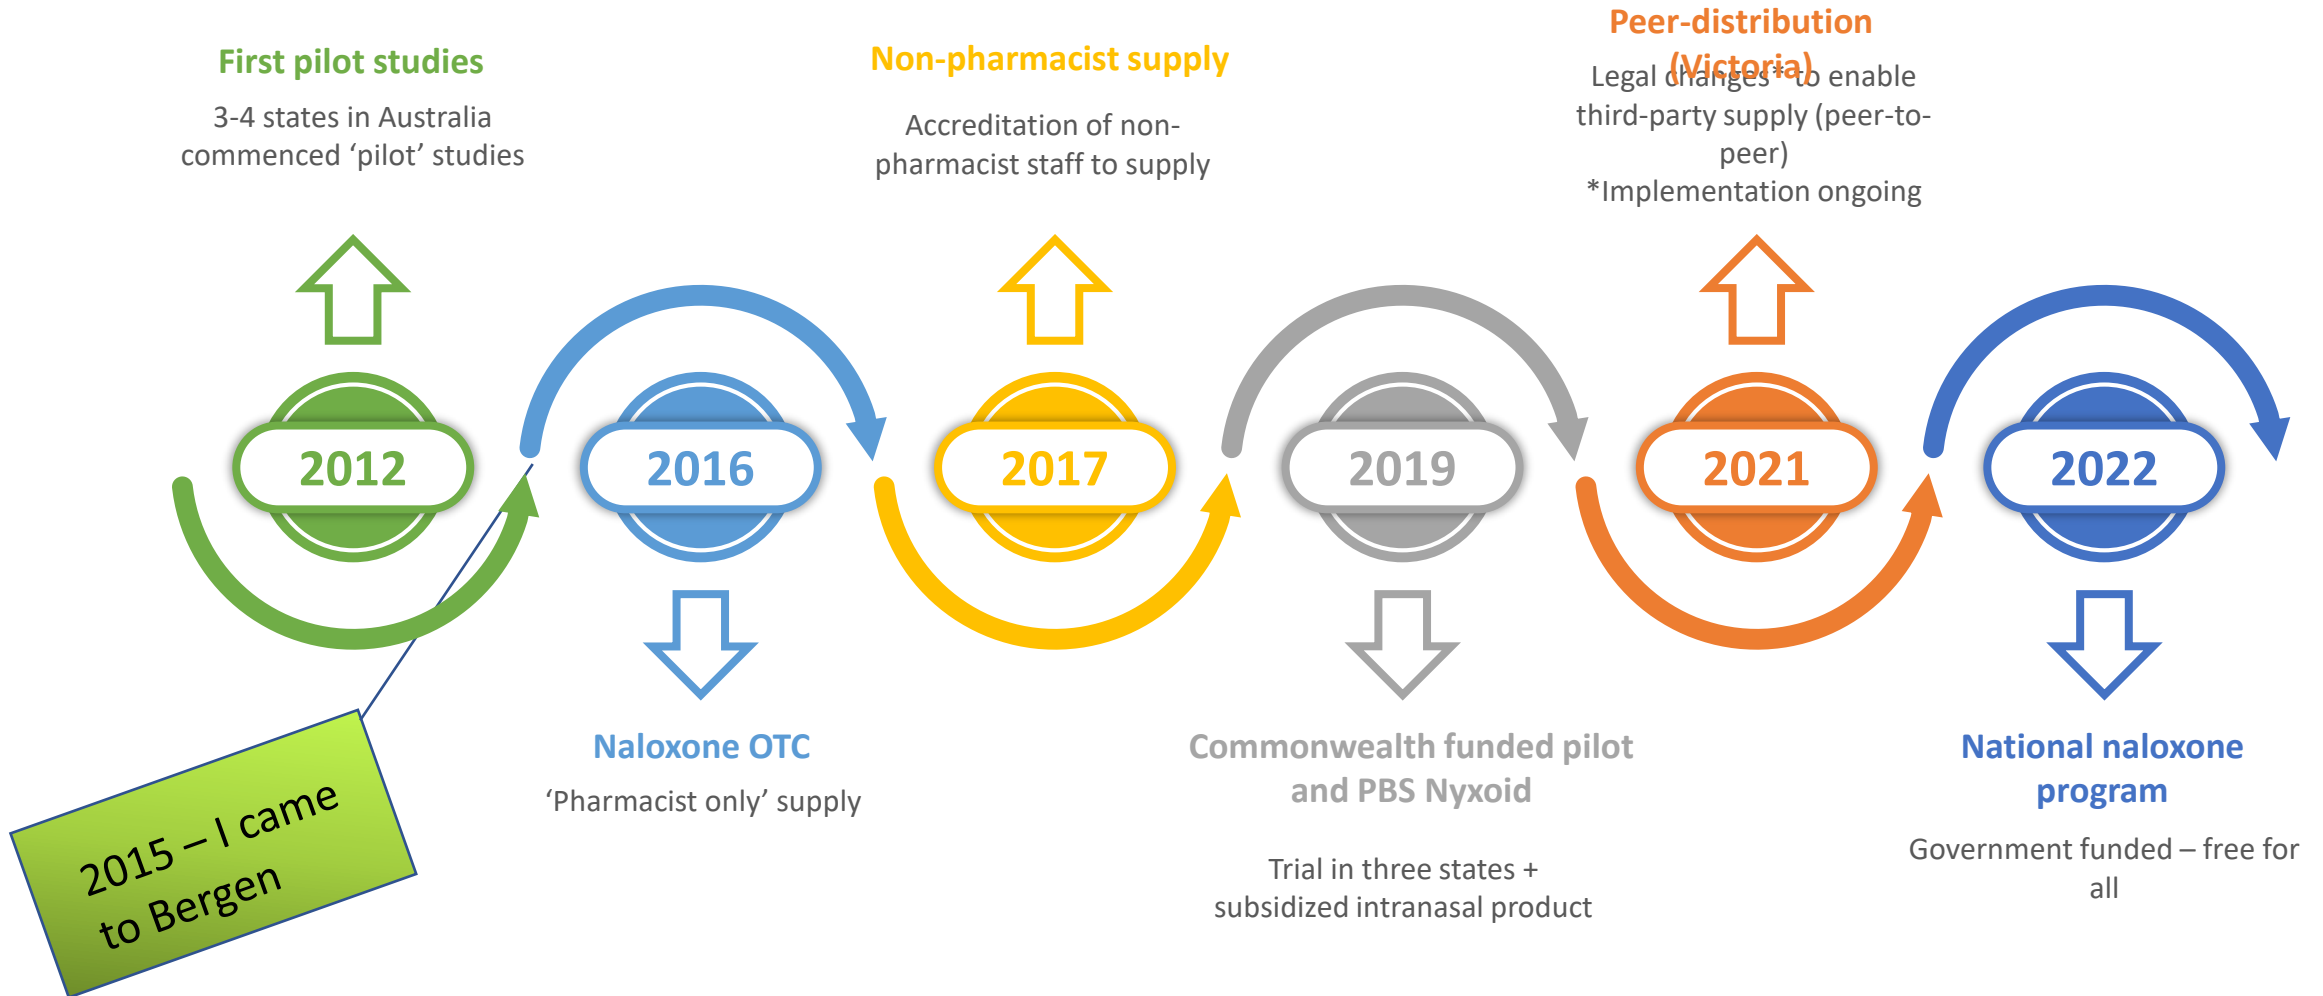 First pilot studies
3-4 states in Australia
commenced ‘pilot’ studies
Non-pharmacist supply
Accreditation of non-
pharmacist staff to supply
Peer-distribution
(Victoria)
Legal changes* to enable
third-party supply (peer-to-
peer)
*Implementation ongoing
2012
2016
2017
2019
2021
2022
2015 – I came
to Bergen
Naloxone OTC
‘Pharmacist only’ supply
Commonwealth funded pilot
and PBS Nyxoid
Trial in three states +
subsidized intranasal product
National naloxone
program
Government funded – free for
all